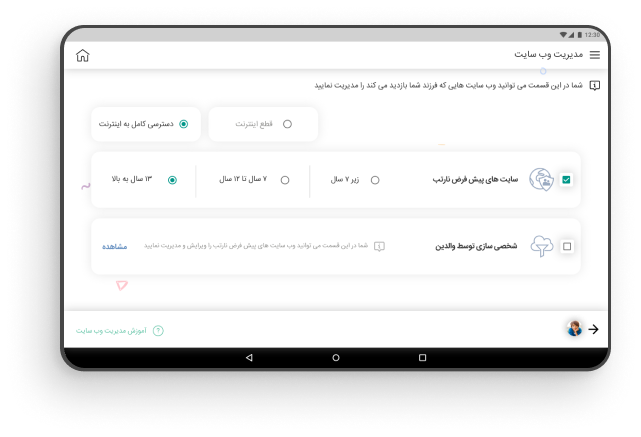 12:30
مدیریت وب سایت
شما در این قسمت می توانید وب سایت هایی که فرزند شما بازدید می کند را مدیریت نمایید
قطع اینترنت
دسترسی کامل به اینترنت
سایت های پیش فرض نارتب
زیر ۷ سال
۷ سال تا ۱۲ سال
۱۳ سال به بالا
شخصی سازی توسط والدین
شما در این قسمت می توانید وب سایت های پیش فرض نارتب را ویرایش و مدیریت نمایید
مشاهده
آموزش مدیریت وب سایت